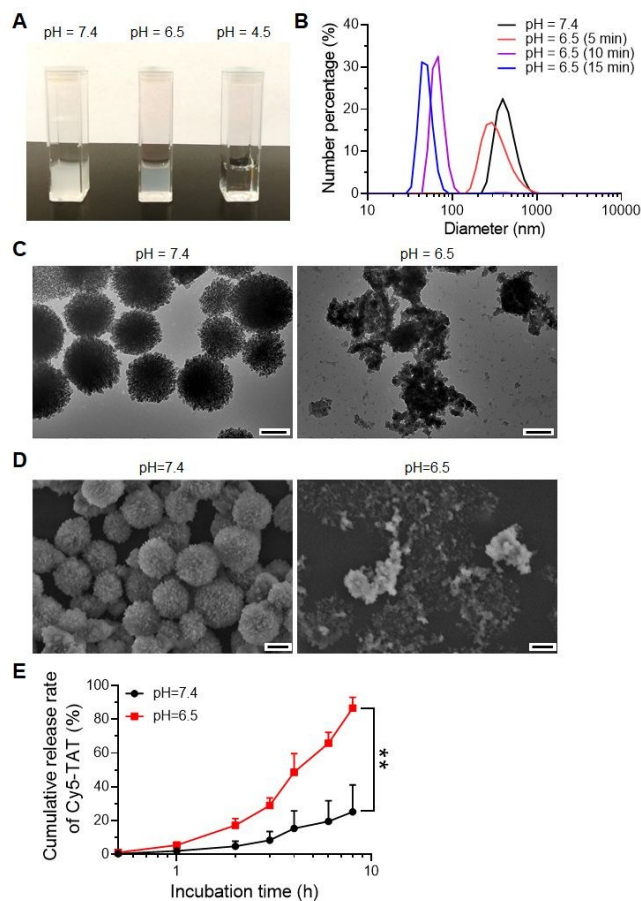 A
pH = 7.4 pH = 6.5 pH = 4.5
B
Number percentage (%)
40
30
20
10
0
10 100 1000 10000
Diameter (nm)
pH = 7.4
pH = 6.5 (5 min)
pH = 6.5 (10 min)
pH = 6.5 (15 min)
C
pH = 7.4 pH = 6.5
D
pH=7.4 pH=6.5
E
Cumulative release rate
of Cy5-TAT (%)
100
80
60
40
20
0
1 10
Incubation time (h)
pH=7.4
pH=6.5
**